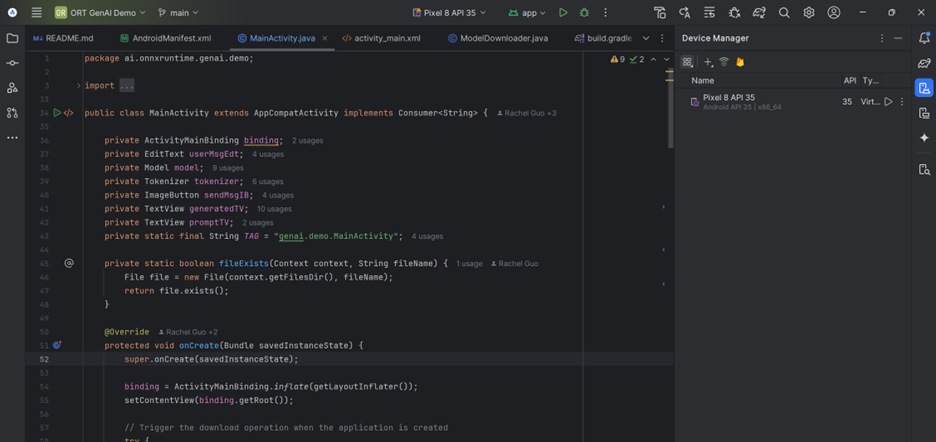 OR ORT GenAI Demo main Pixel 8 API 35 app
README.md AndroidManifest.xml MainActivity.java activity_main.xml ModelDownloader.java build.gradle
Device Manager
Name API Ty...
Pixel 8 API 35 35 Virt...
Android API 35 | x86_64
9 2
1 package ai.onnxruntime.genai.demo;
2
3 import ...
33
34 public class MainActivity extends AppCompatActivity implements Consumer<String> { Rachel Guo +3
35
36 private ActivityMainBinding binding; 2 usages
37 private EditText userMsgEdt; 4 usages
38 private Model model; 9 usages
39 private Tokenizer tokenizer; 6 usages
40 private ImageButton sendMsgIB; 4 usages
41 private TextView generatedTV; 10 usages
42 private TextView promptTV; 2 usages
43 private static final String TAG = "genai.demo.MainActivity"; 4 usages
44
45 private static boolean fileExists(Context context, String fileName) { 1 usage Rachel Guo
46 File file = new File(context.getFilesDir(), fileName);
47 return file.exists();
48 }
49
50 @Override Rachel Guo +2
51 protected void onCreate(Bundle savedInstanceState) {
52 super.onCreate(savedInstanceState);
53
54 binding = ActivityMainBinding.inflate(getLayoutInflater());
55 setContentView(binding.getRoot());
56
57 // Trigger the download operation when the application is created
58 try {